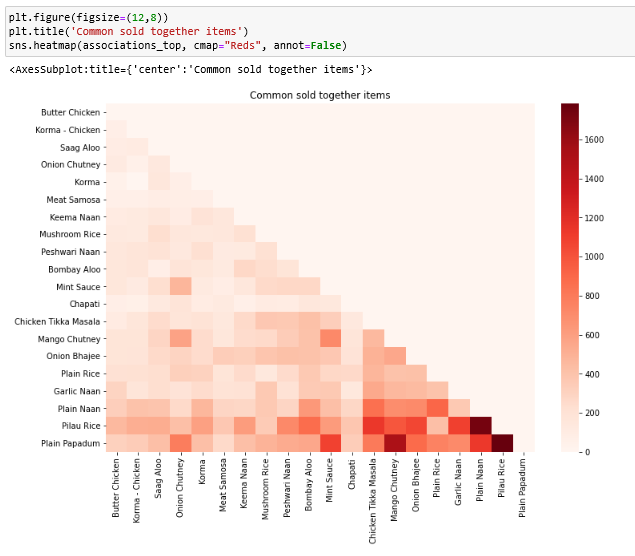 plt.figure(figsize=(12,8))
plt.title('Common sold together items')
sns.heatmap(associations_top, cmap="Reds", annot=False)
<AxesSubplot:title={'center':'Common sold together items'}>
Common sold together items
Butter Chicken
Korma - Chicken
Saag Aloo
Onion Chutney
Korma
Meat Samosa
Keema Naan
Mushroom Rice
Peshwari Naan
Bombay Aloo
Mint Sauce
Chapati
Chicken Tikka Masala
Mango Chutney
Onion Bhajee
Plain Rice
Garlic Naan
Plain Naan
Pilau Rice
Plain Papadum
Butter Chicken
Korma - Chicken
Saag Aloo
Onion Chutney
Korma
Meat Samosa
Keema Naan
Mushroom Rice
Peshwari Naan
Bombay Aloo
Mint Sauce
Chapati
Chicken Tikka Masala
Mango Chutney
Onion Bhajee
Plain Rice
Garlic Naan
Plain Naan
Pilau Rice
Plain Papadum
1600
1400
1200
1000
800
600
400
200
0